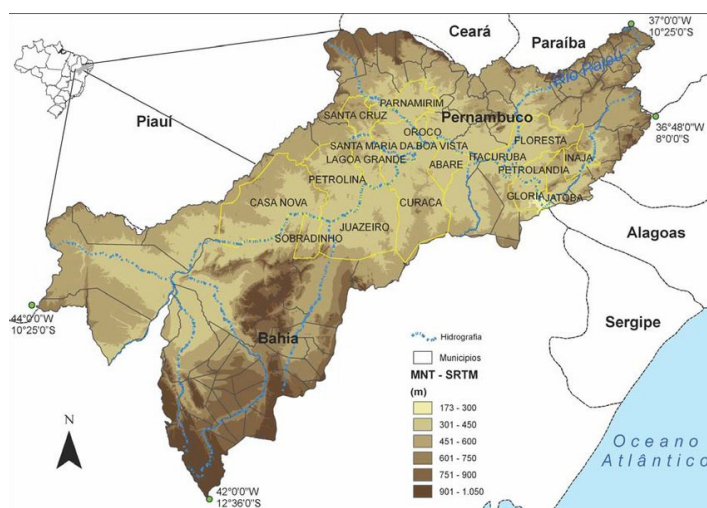 Ceará
Paraíba
37°0'0"W
10°25'0"S
Rio Pajeú
Piauí
PARNAMIRIM
SANTA CRUZ
Pernambuco
36°48'0"W
8°0'0"S
OROCO
FLORESTA
SANTA MARIA DA BOA VISTA
LAGOA GRANDE
ABARE
ITACURUBA
INAJA
PETROLANDIA
PETROLINA
GLORIA
JATOBA
CASA NOVA
CURACA
JUAZEIRO
SOBRADINHO
Alagoas
44°0'0"W
10°25'0"S
Bahia
Sergipe
Hidrografia
Municipios
MNT - SRTM
(m)
173 - 300
301 - 450
451 - 600
601 - 750
751 - 900
901 - 1.050
N
Oceano
Atlântico
42°0'0"W
12°36'0"S